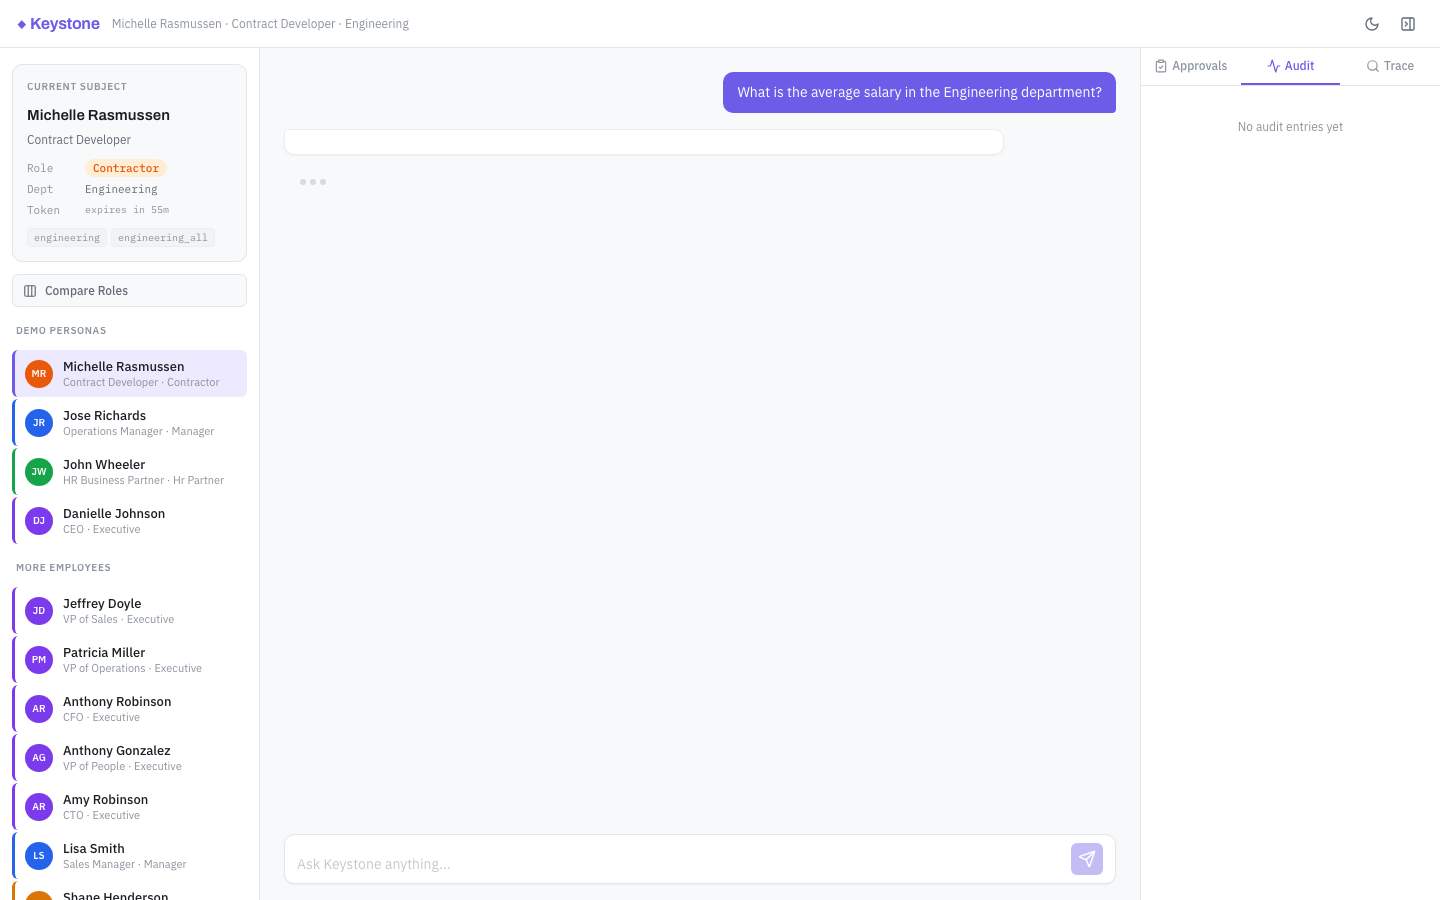 Keystone
Michelle Rasmussen · Contract Developer · Engineering
CURRENT SUBJECT
Michelle Rasmussen
Contract Developer
Role Contractor
Dept Engineering
Token expires in 55m
engineering engineering_all
Compare Roles
DEMO PERSONAS
MR
Michelle Rasmussen
Contract Developer · Contractor
JR
Jose Richards
Operations Manager · Manager
JW
John Wheeler
HR Business Partner · Hr Partner
DJ
Danielle Johnson
CEO · Executive
MORE EMPLOYEES
JD
Jeffrey Doyle
VP of Sales · Executive
PM
Patricia Miller
VP of Operations · Executive
AR
Anthony Robinson
CFO · Executive
AG
Anthony Gonzalez
VP of People · Executive
AR
Amy Robinson
CTO · Executive
LS
Lisa Smith
Sales Manager · Manager
Shane Henderson
What is the average salary in the Engineering department?
Ask Keystone anything...
Approvals Audit Trace
No audit entries yet